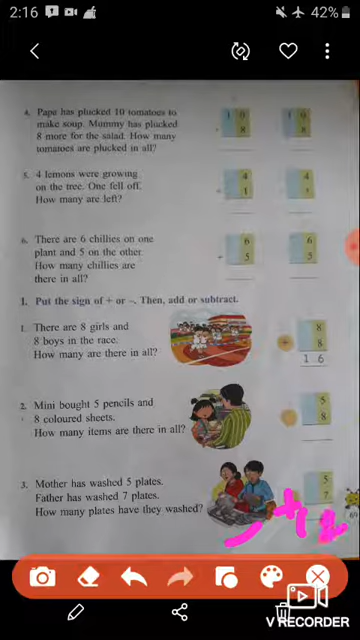 2:16
42%
4. Papa has plucked 10 tomatoes to
make soup. Mummy has plucked
8 more for the salad. How many
tomatoes are plucked in all?
1 0
8
1 0
8
5. 4 lemons were growing
on the tree. One fell off.
How many are left?
4
1
4
1
6. There are 6 chillies on one
plant and 5 on the other.
How many chillies are
there in all?
6
+ 5
6
5
I. Put the sign of + or –. Then, add or subtract.
1. There are 8 girls and
8 boys in the race.
How many are there in all?
8
+ 8
1 6
2. Mini bought 5 pencils and
8 coloured sheets.
How many items are there in all?
5
8
3. Mother has washed 5 plates.
Father has washed 7 plates.
How many plates have they washed?
5
7
69
V RECORDER